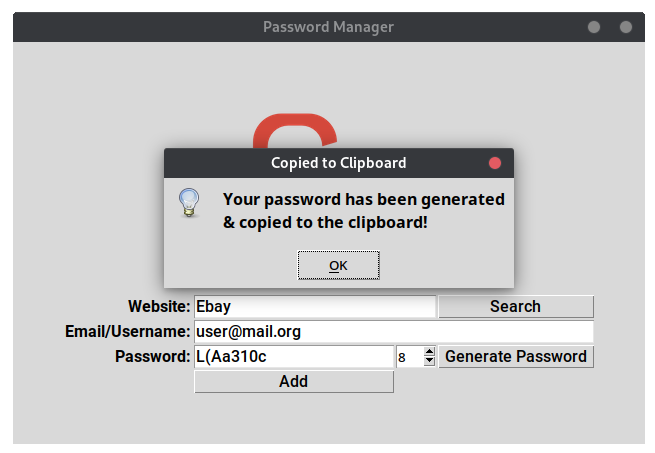 Password Manager
Copied to Clipboard
Your password has been generated
& copied to the clipboard!
OK
Website: Ebay Search
Email/Username: user@mail.org
Password: L(Aa310c 8 Generate Password
Add